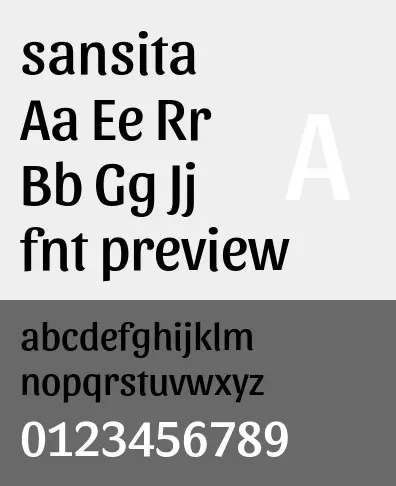 sansita
Aa Ee Rr
A
Bb Gg Jj
fnt preview
abcdefghijklm
nopqrstuvwxyz
0123456789